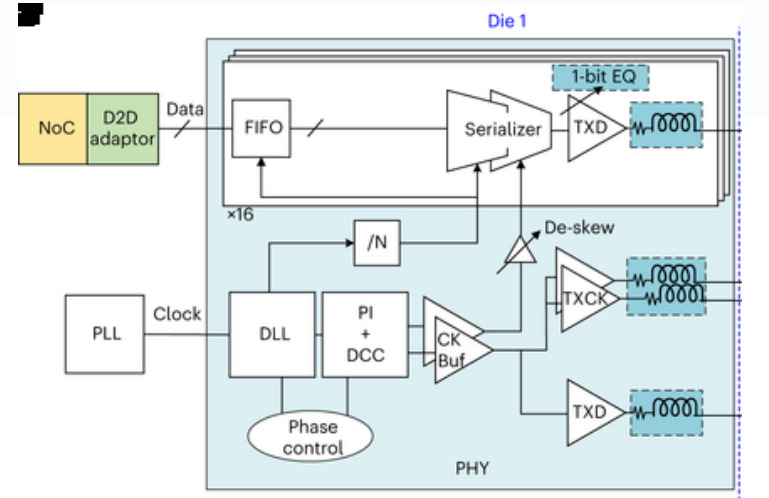 Die 1
1-bit EQ
NoC
D2D
adaptor
Data
FIFO
Serializer
TXD
×16
De-skew
/N
TXCK
Clock
PLL
DLL
PI
+
DCC
CK
Buf
TXD
Phase
control
PHY